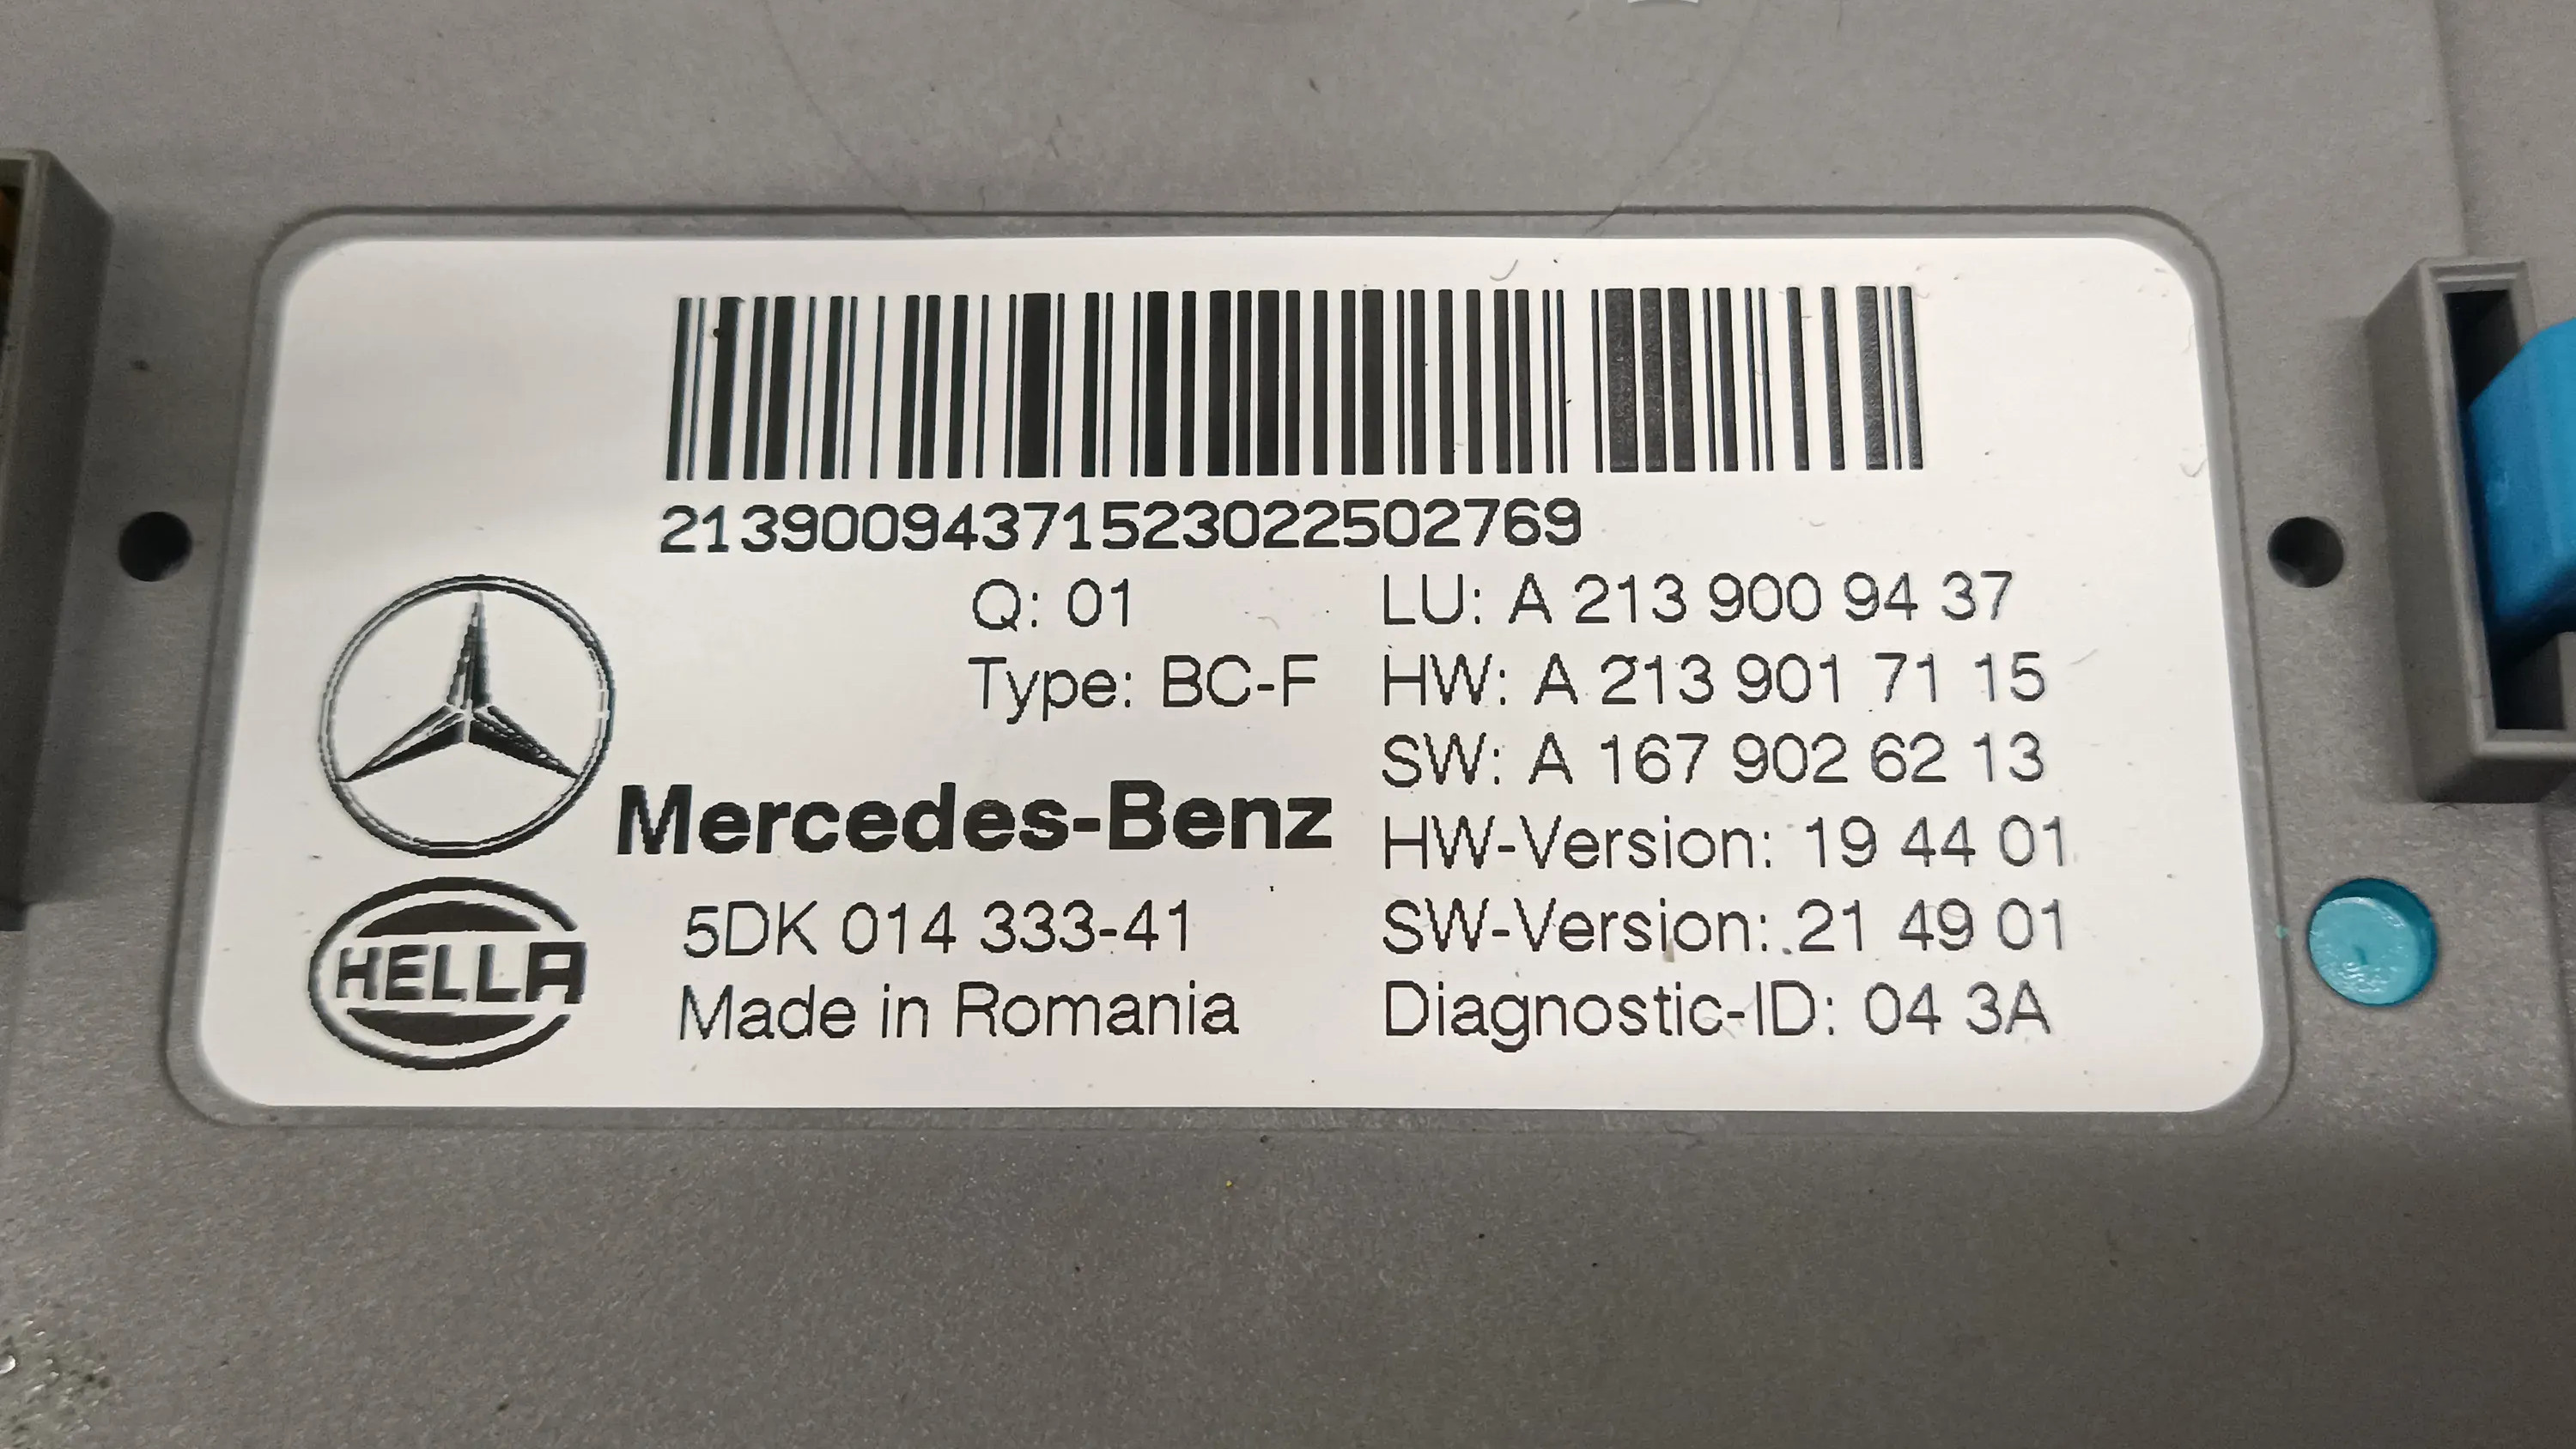 21390094371523022502769
Q: 01
LU: A 213 900 94 37
Type: BC-F
HW: A 213 901 71 15
SW: A 167 902 62 13
Mercedes-Benz
HW-Version: 19 44 01
HELLA
5DK 014 333-41
SW-Version: 21 49 01
Made in Romania
Diagnostic-ID: 04 3A